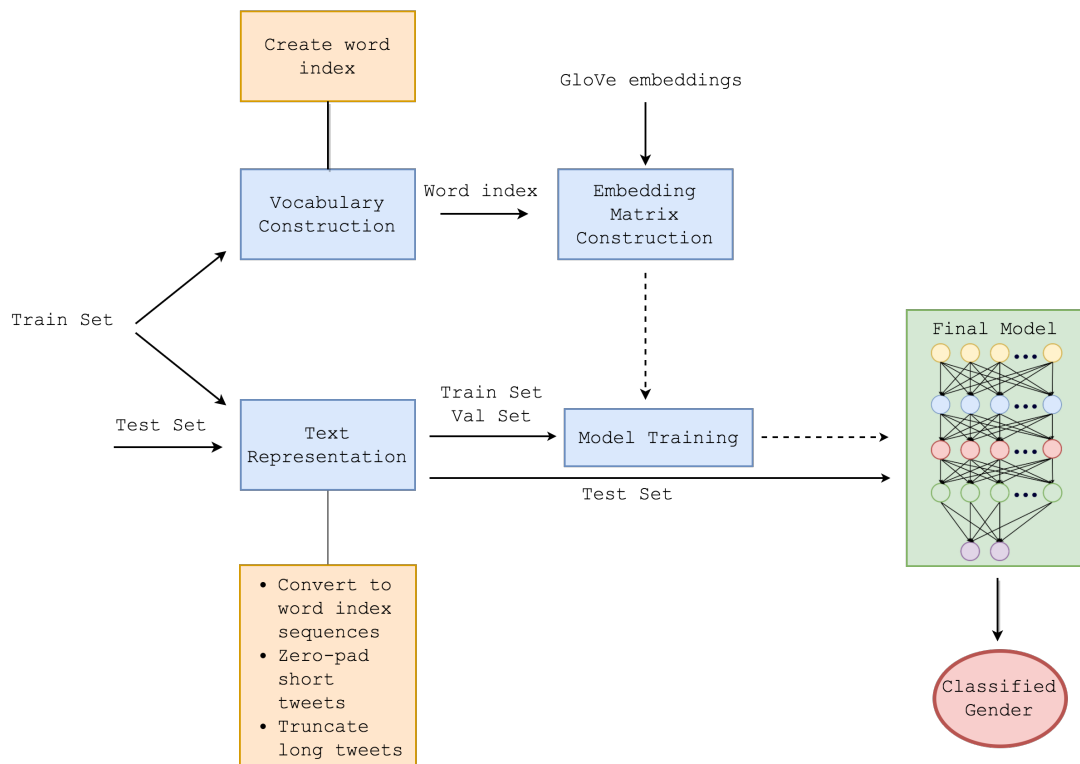 Create word
index
GloVe embeddings
Vocabulary
Construction
Word index
Embedding
Matrix
Construction
Train Set
Final Model
Test Set
Text
Representation
Train Set
Val Set
Model Training
Test Set
• Convert to
word index
sequences
• Zero-pad
short
tweets
• Truncate
long tweets
Classified
Gender